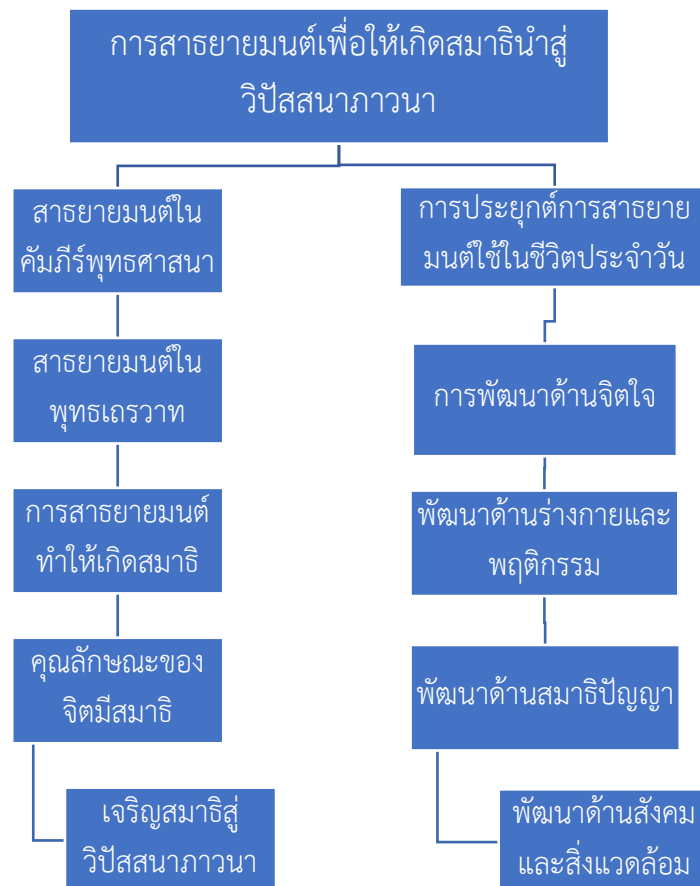 การสาธยายมนต์เพื่อให้เกิดสมาธินำสู่
วิปัสสนาภาวนา
สาธยายมนต์ใน
คัมภีร์พุทธศาสนา
สาธยายมนต์ใน
พุทธเถรวาท
การสาธยายมนต์
ทำให้เกิดสมาธิ
คุณลักษณะของ
จิตมีสมาธิ
เจริญสมาธิสู่
วิปัสสนาภาวนา
การประยุกต์การสาธยาย
มนต์ใช้ในชีวิตประจำวัน
การพัฒนาด้านจิตใจ
พัฒนาด้านร่างกายและ
พฤติกรรม
พัฒนาด้านสมาธิปัญญา
พัฒนาด้านสังคม
และสิ่งแวดล้อม